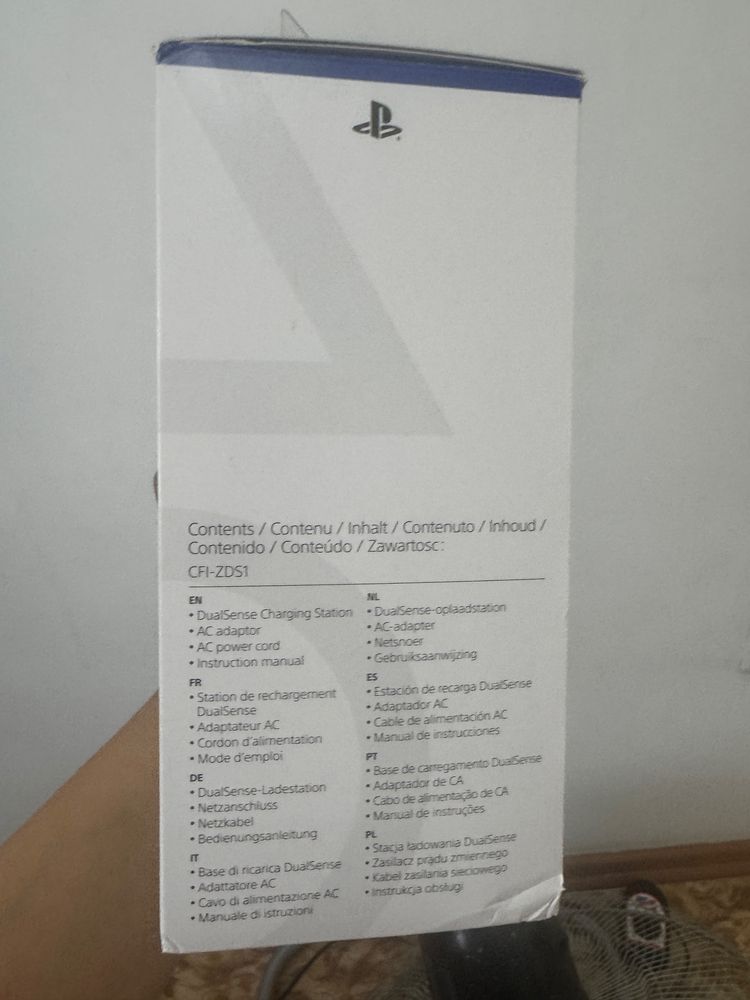 Contents / Contenu / Inhalt / Contenuto / Inhoud /
Contenido / Conteúdo / Zawartosc:
CFI-ZDS1
EN
• DualSense Charging Station
• AC adaptor
• AC power cord
• Instruction manual
FR
• Station de rechargement
DualSense
• Adaptateur AC
• Cordon d'alimentation
• Mode d'emploi
DE
• DualSense-Ladestation
• Netzanschluss
• Netzkabel
• Bedienungsanleitung
IT
• Base di ricarica DualSense
• Adattatore AC
• Cavo di alimentazione AC
• Manuale di istruzioni
NL
• DualSense-oplaadstation
• AC-adapter
• Netsnoer
• Gebruiksaanwijzing
ES
• Estación de recarga DualSense
• Adaptador AC
• Cable de alimentación AC
• Manual de instrucciones
PT
• Base de carregamento DualSense
• Adaptador de CA
• Cabo de alimentação de CA
• Manual de instruções
PL
• Stacja ładowania DualSense
• Zasilacz prądu zmiennego
• Kabel zasilania sieciowego
• Instrukcja obsługi